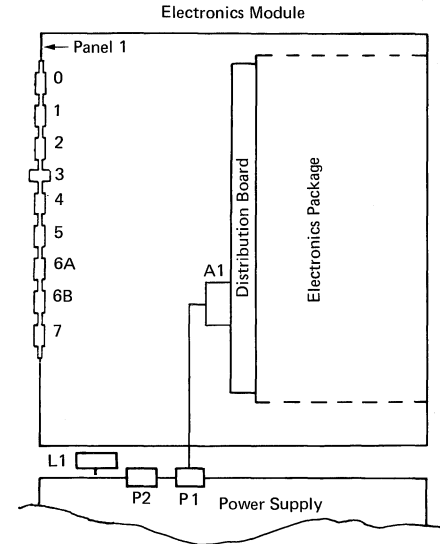 Electronics Module
Panel 1
0
1
2
3
4
5
6A
6B
7
A1
Distribution Board
Electronics Package
L1
P2
P1
Power Supply